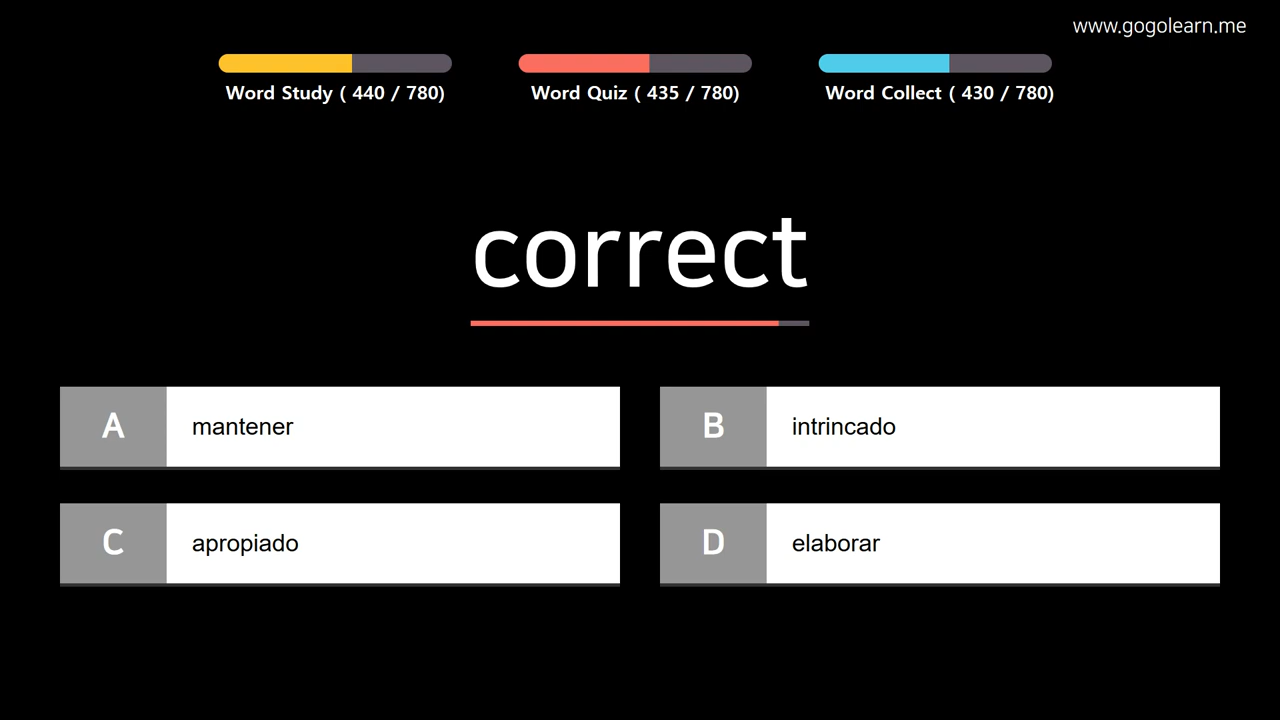 www.gogolearn.me
Word Study ( 440 / 780)
Word Quiz ( 435 / 780)
Word Collect ( 430 / 780)
correct
A mantener
B intrincado
C apropiado
D elaborar